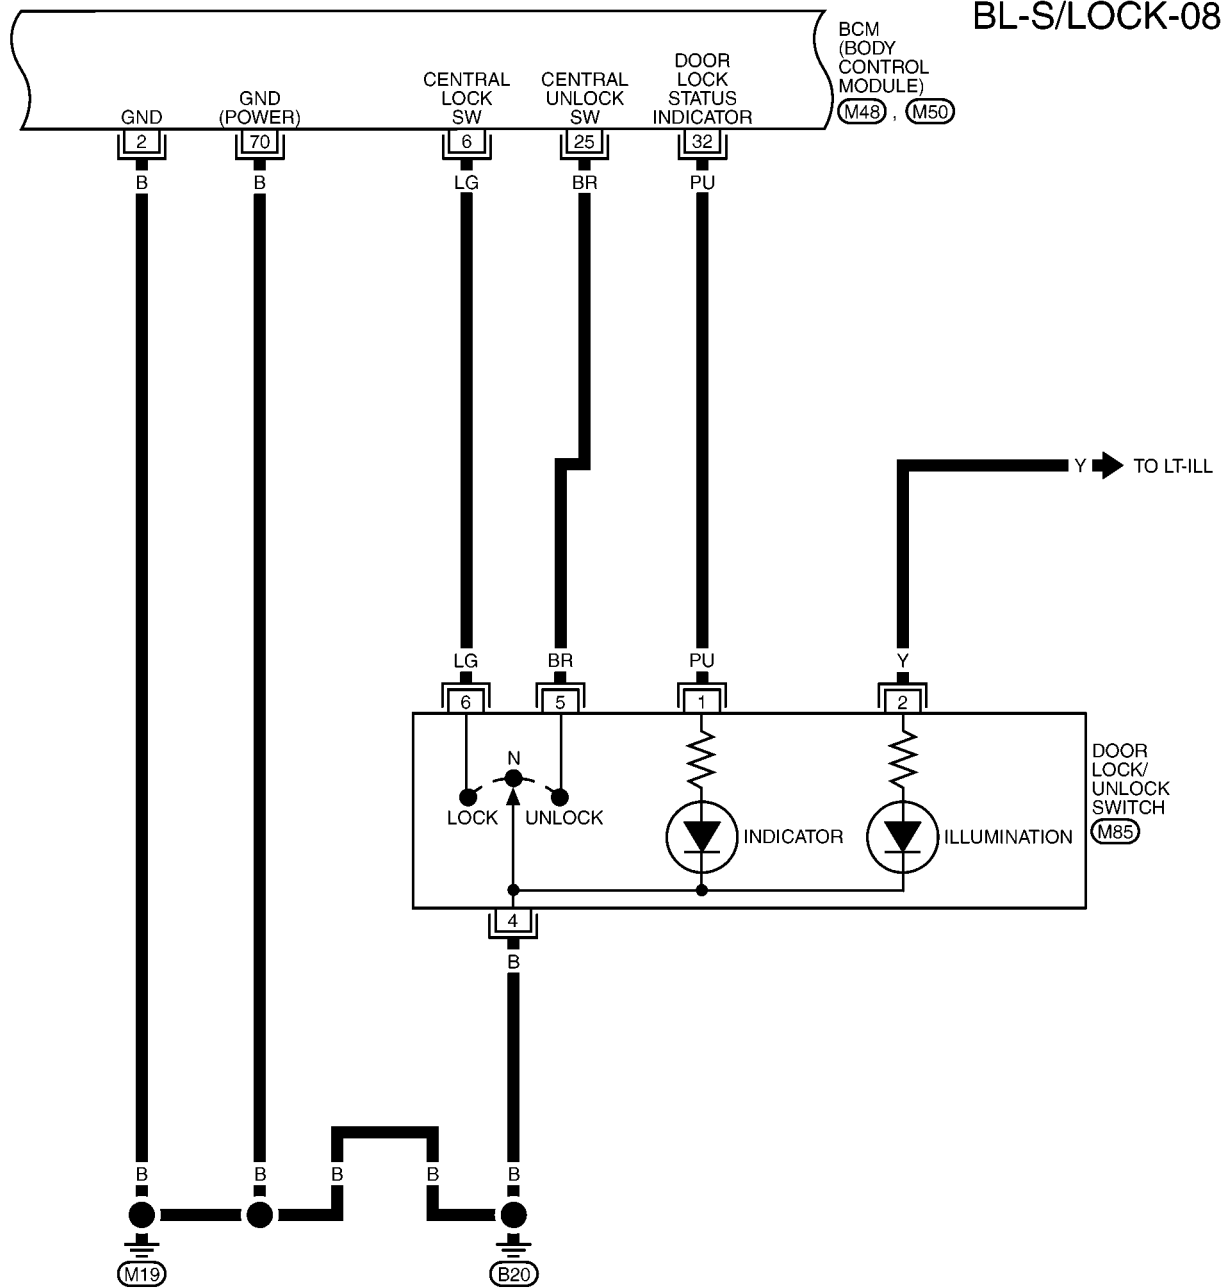 BL-S/LOCK-08
BCM
(BODY
CONTROL
MODULE)
M48 , M50
GND
GND
(POWER)
CENTRAL
LOCK
SW
CENTRAL
UNLOCK
SW
DOOR
LOCK
STATUS
INDICATOR
2 70 6 25 32
B B LG BR PU
Y TO LT-ILL
LG BR PU Y
6 5 1 2
N
LOCK UNLOCK
INDICATOR
ILLUMINATION
DOOR
LOCK/
UNLOCK
SWITCH
M85
4
B
B B B B B
M19 B20